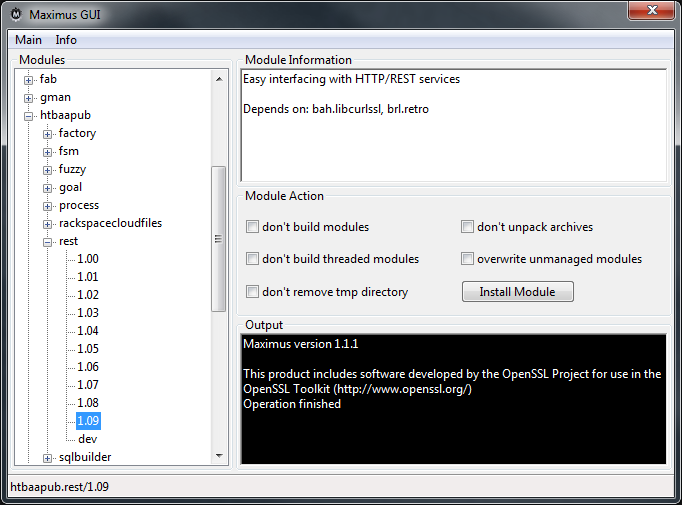 Maximus GUI
Main Info
Modules
fab
gman
htbaapub
factory
fsm
fuzzy
goal
process
rackspacecloudfiles
rest
1.00
1.01
1.02
1.03
1.04
1.05
1.06
1.07
1.08
1.09
dev
sqlbuilder
Module Information
Easy interfacing with HTTP/REST services
Depends on: bah.libcurlssl, brl.retro
Module Action
don't build modules
don't unpack archives
don't build threaded modules
overwrite unmanaged modules
don't remove tmp directory
Install Module
Output
Maximus version 1.1.1
This product includes software developed by the OpenSSL Project for use in the
OpenSSL Toolkit (http://www.openssl.org/)
Operation finished
htbaapub.rest/1.09